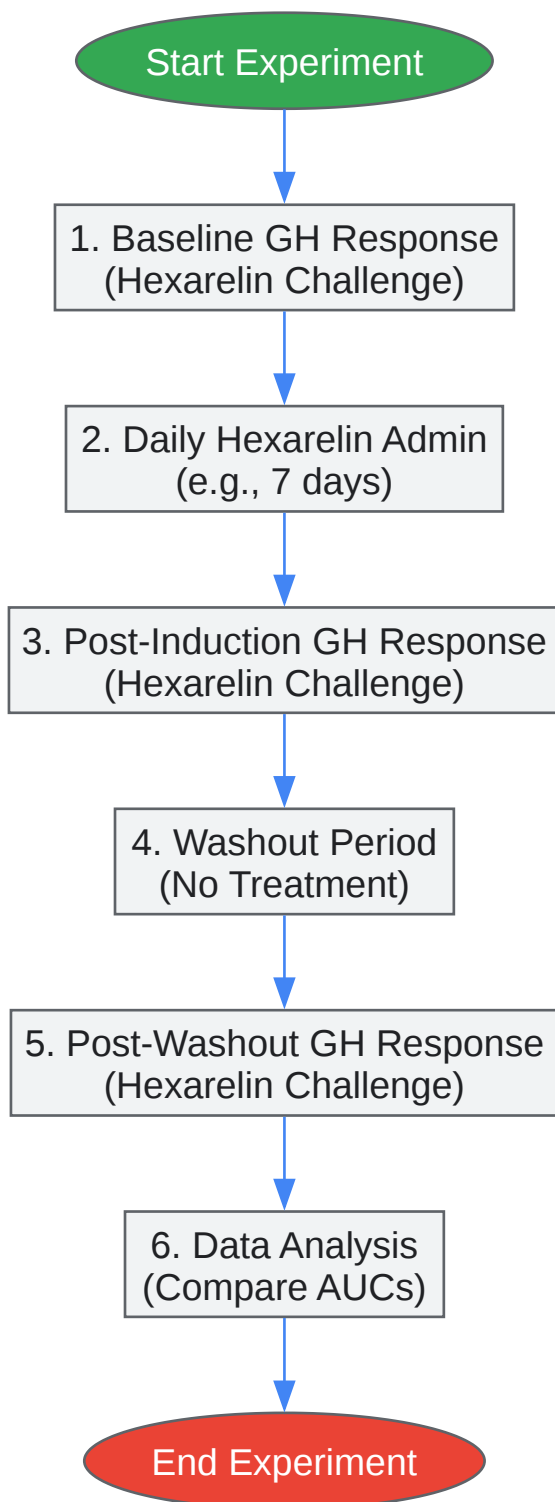 Start Experiment
1. Baseline GH Response
(Hexarelin Challenge)
2. Daily Hexarelin Admin
(e.g., 7 days)
3. Post-Induction GH Response
(Hexarelin Challenge)
4. Washout Period
(No Treatment)
5. Post-Washout GH Response
(Hexarelin Challenge)
6. Data Analysis
(Compare AUCs)
End Experiment